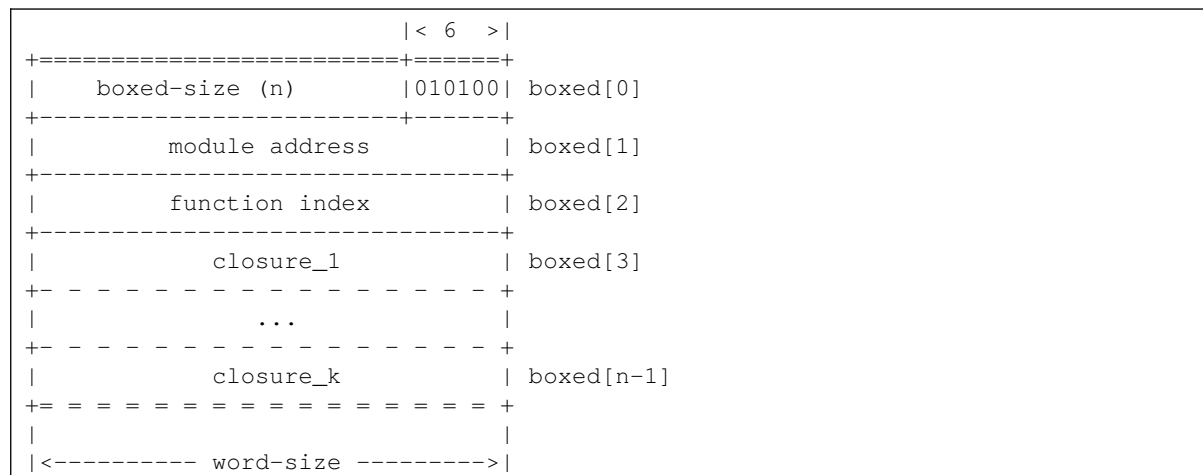 |< 6  >|
+=========================+======+
|    boxed-size (n)       |010100| boxed[0]
+-------------------------+------+
|         module address         | boxed[1]
+--------------------------------+
|         function index         | boxed[2]
+--------------------------------+
|            closure_1           | boxed[3]
+- - - - - - - - - - - - - - - - +
|               ...              |
+- - - - - - - - - - - - - - - - +
|            closure_k           | boxed[n-1]
+= = = = = = = = = = = = = = = = +
|                                |
|<---------- word-size --------->|